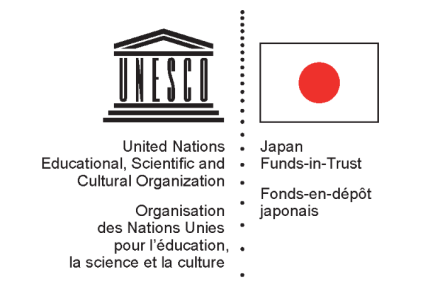 UNESCO
United Nations
Educational, Scientific and
Cultural Organization
Organisation
des Nations Unies
pour l'éducation,
la science et la culture
Japan
Funds-in-Trust
Fonds-en-dépôt
japonais